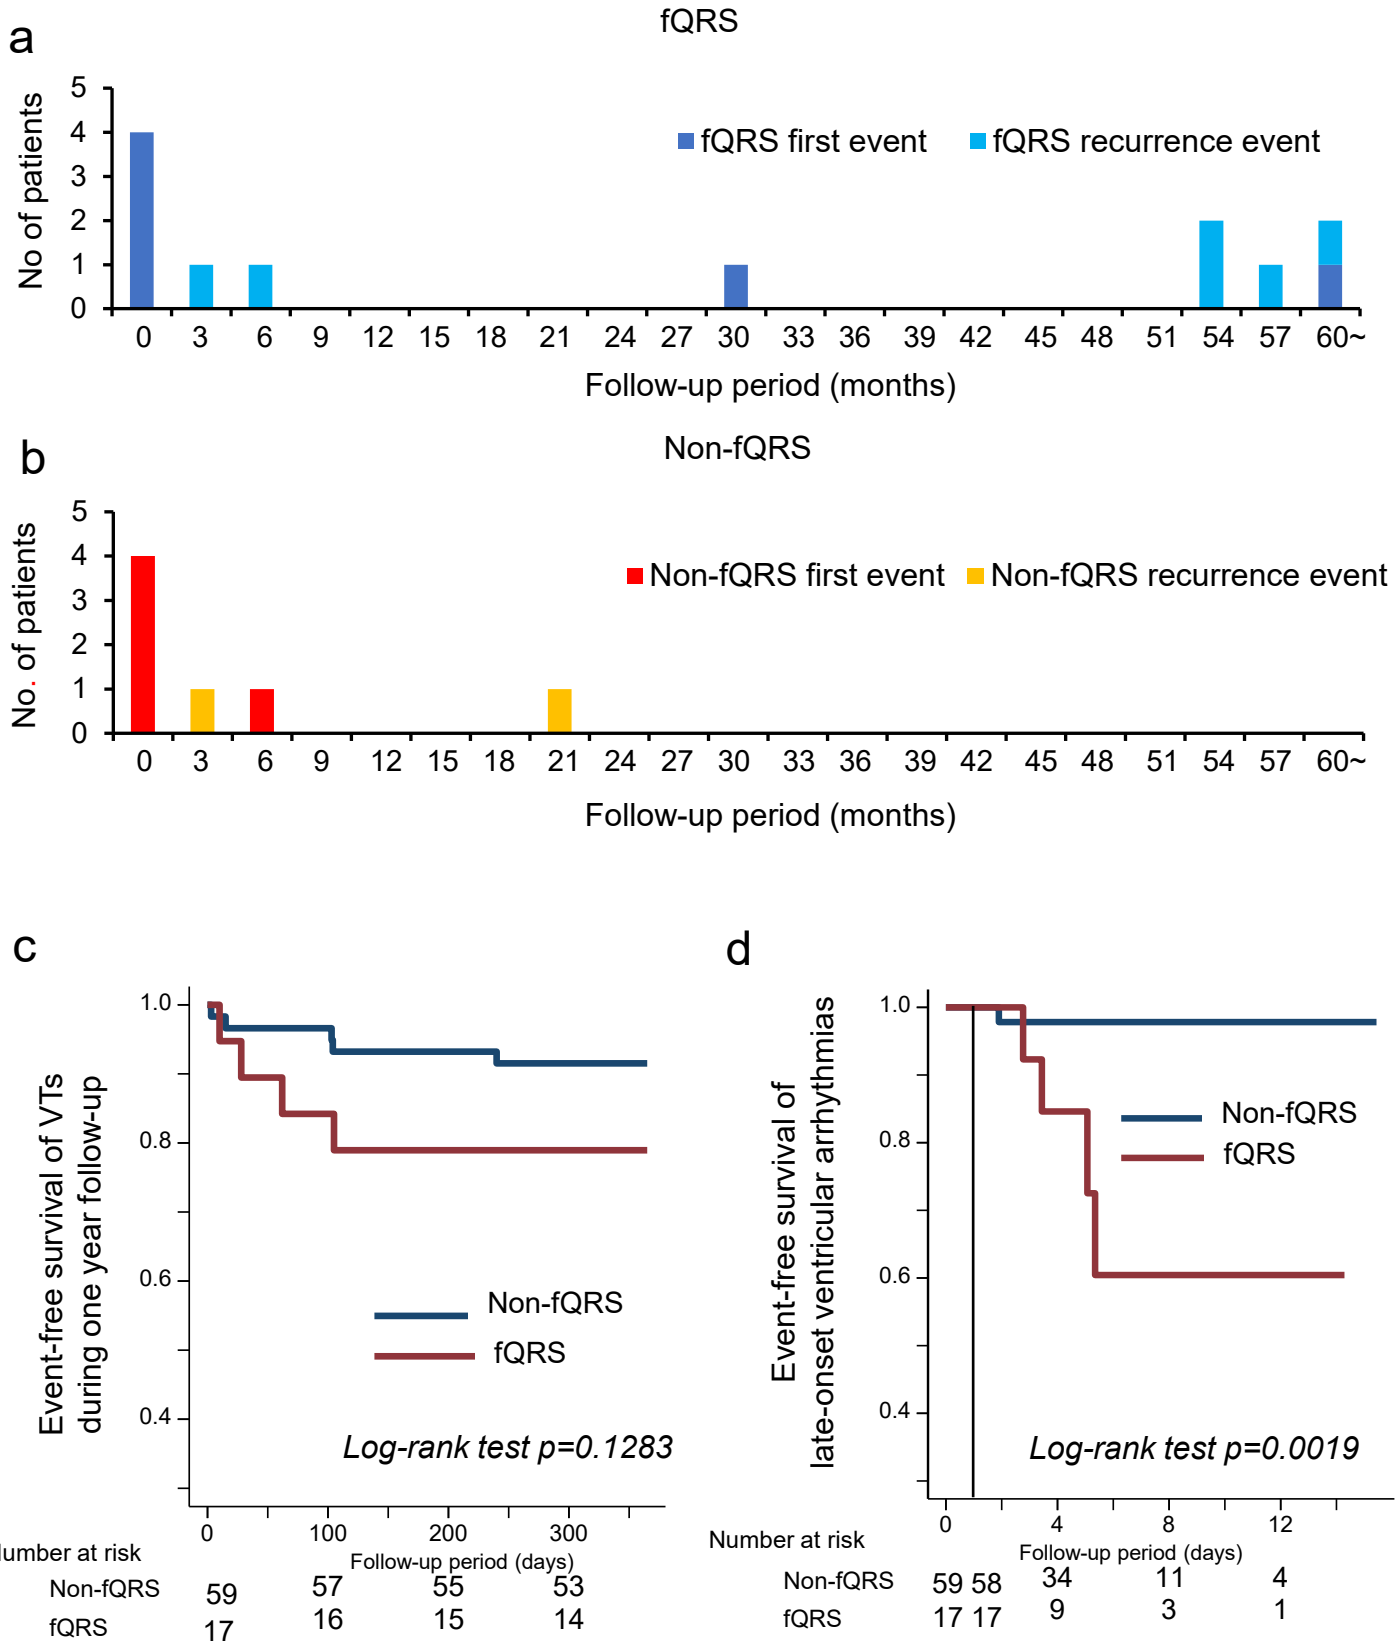 a
fQRS
No of patients
5
4
3
2
1
0
fQRS first event
fQRS recurrence event
0 3 6 9 12 15 18 21 24 27 30 33 36 39 42 45 48 51 54 57 60~
Follow-up period (months)
b
Non-fQRS
No. of patients
5
4
3
2
1
0
Non-fQRS first event
Non-fQRS recurrence event
0 3 6 9 12 15 18 21 24 27 30 33 36 39 42 45 48 51 54 57 60~
Follow-up period (months)
c
Event-free survival of VTs
during one year follow-up
1.0
0.8
0.6
0.4
Non-fQRS
fQRS
Log-rank test p=0.1283
0 100 200 300
Number at risk
Follow-up period (days)
Non-fQRS 59 57 55 53
fQRS 17 16 15 14
d
Event-free survival of
late-onset ventricular arrhythmias
1.0
0.8
0.6
0.4
Non-fQRS
fQRS
Log-rank test p=0.0019
0 4 8 12
Number at risk
Follow-up period (days)
Non-fQRS 59 58 34 11 4
fQRS 17 17 9 3 1